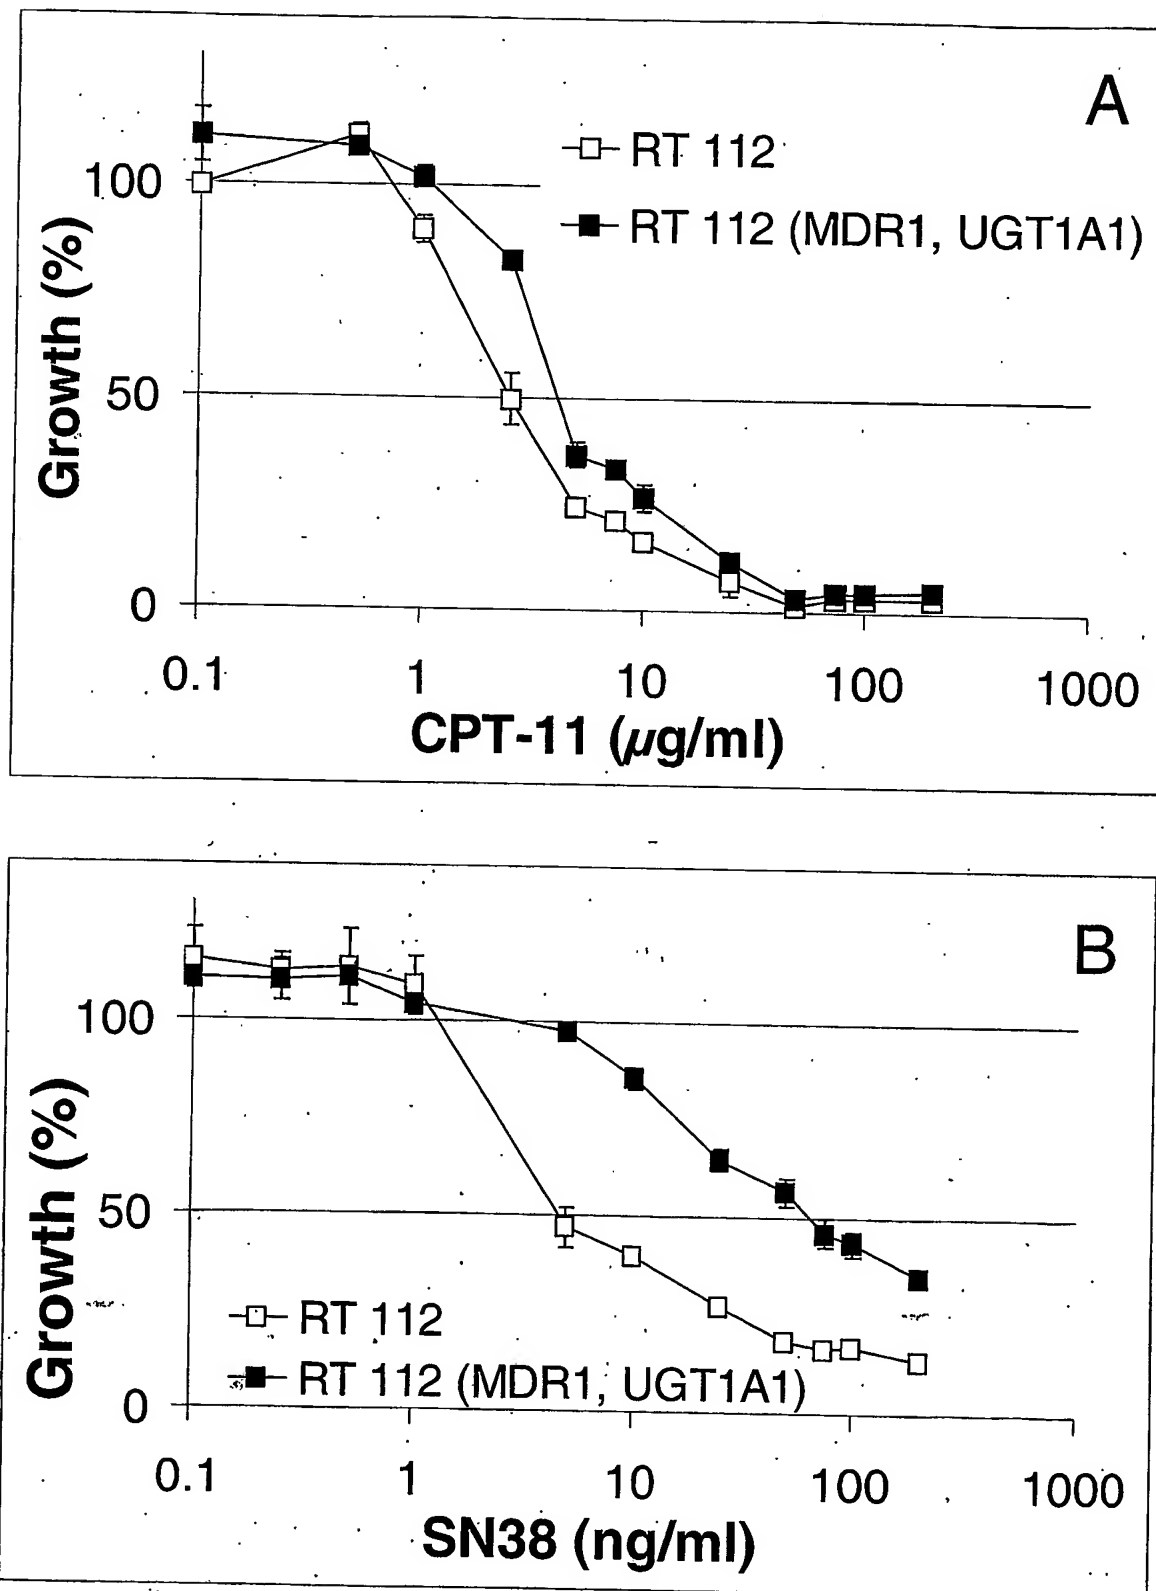 A
RT 112
RT 112 (MDR1, UGT1A1)
Growth (%)
100
50
0
0.1 1 10 100 1000
CPT-11 (µg/ml)
B
Growth (%)
100
50
0
RT 112
RT 112 (MDR1, UGT1A1)
0.1 1 10 100 1000
SN38 (ng/ml)